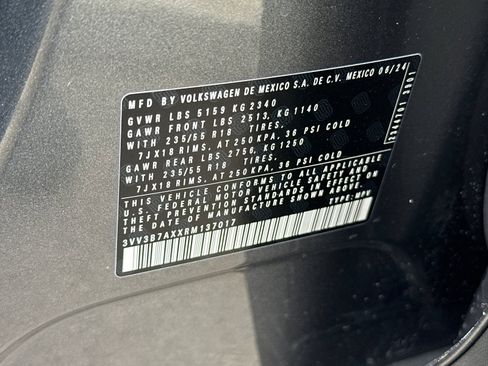 MFD BY VOLKSWAGEN DE MEXICO S.A. DE C.V. MEXICO 06/24
GVWR LBS 5159 KG 2340
GAWR FRONT LBS 2513, KG 1140
WITH 235/55 R18 TIRES,
7JX18 RIMS, AT 250 KPA, 36 PSI COLD
GAWR REAR LBS 2756, KG 1250
WITH 235/55 R18 TIRES,
7JX18 RIMS, AT 250 KPA, 36 PSI COLD
THIS VEHICLE CONFORMS TO ALL APPLICABLE
U.S. FEDERAL MOTOR VEHICLE SAFETY AND
THEFT PREVENTION STANDARDS IN EFFECT ON
THE DATE OF MANUFACTURE SHOWN ABOVE.
3VV3B7AXXRM137017 TYPE: MPV